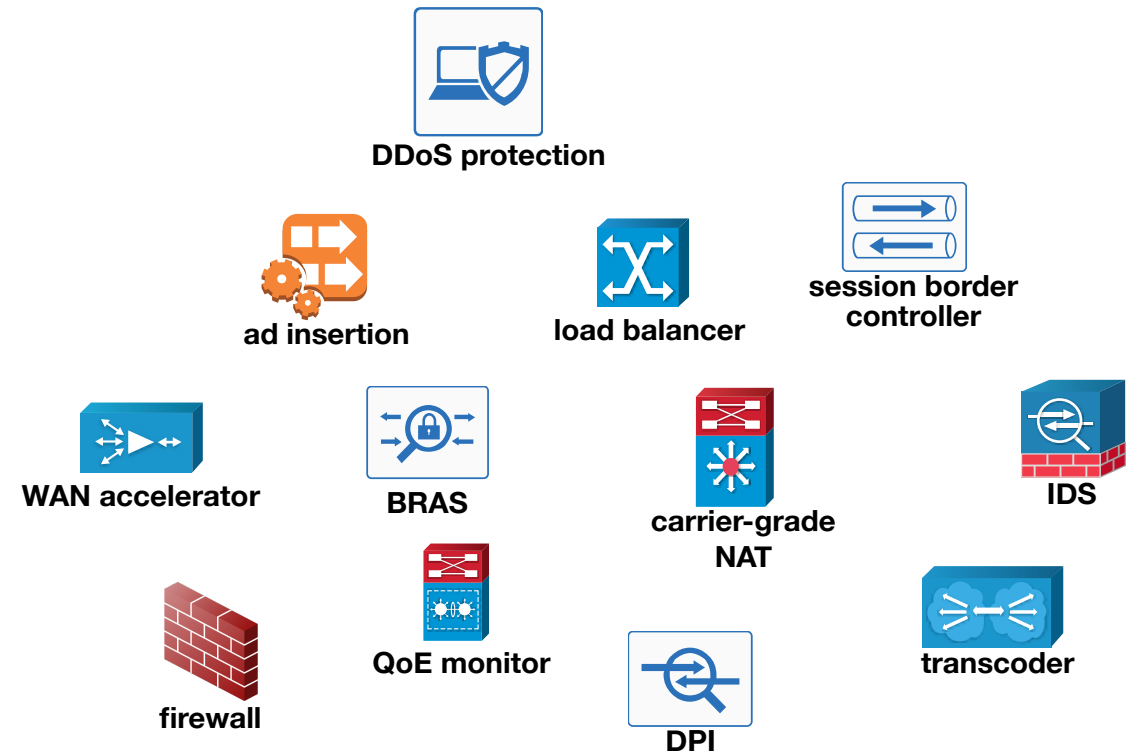 DDoS protection
ad insertion
load balancer
session border
controller
WAN accelerator
BRAS
carrier-grade
NAT
IDS
firewall
QoE monitor
DPI
transcoder